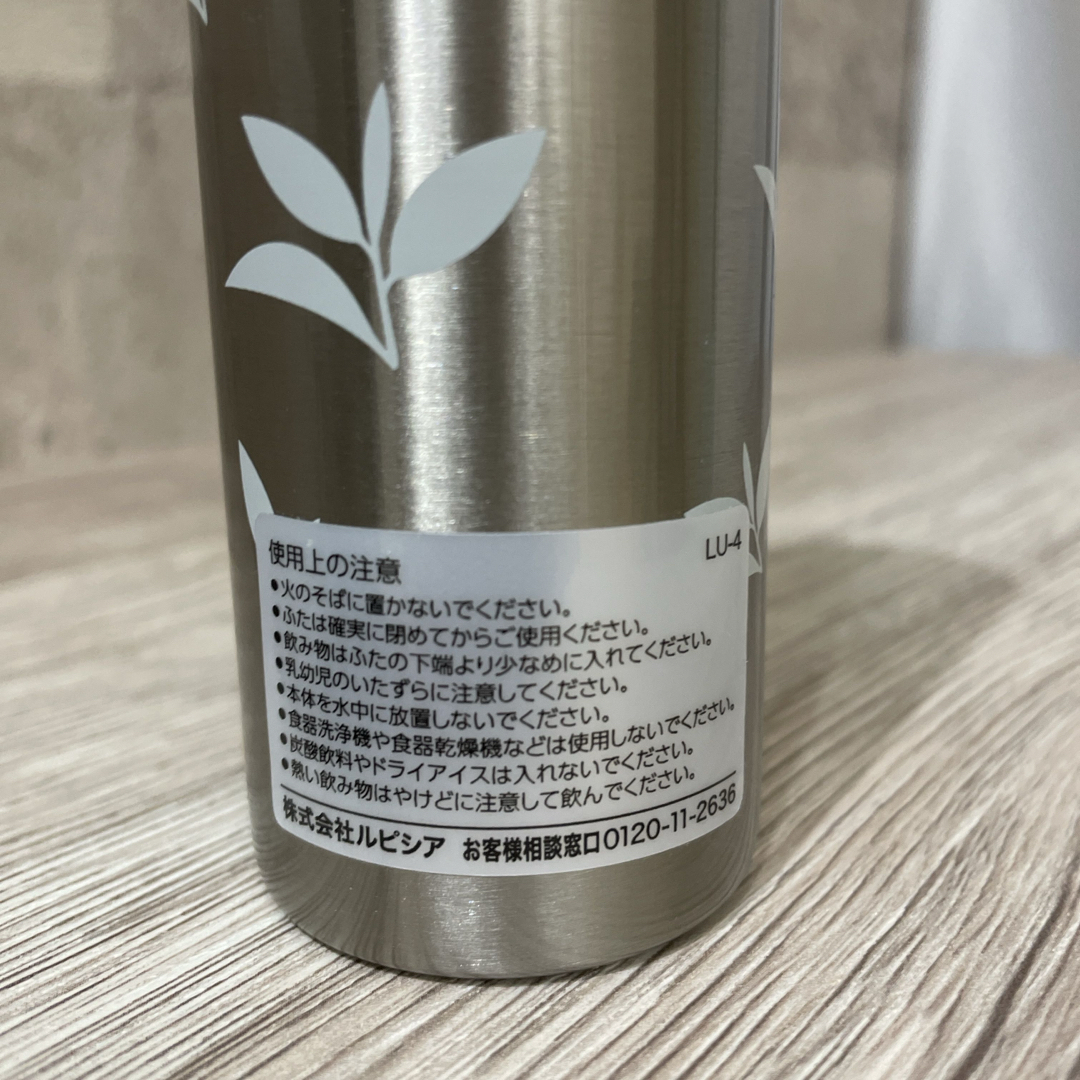 使用上の注意
LU-4
●火のそばに置かないでください。
●ふたは確実に閉めてからご使用ください。
●飲み物はふたの下端より少なめに入れてください。
●乳幼児のいたずらに注意してください。
●本体を水中に放置しないでください。
●食器洗浄機や食器乾燥機などは使用しないでください。
●炭酸飲料やドライアイスは入れないでください。
●熱い飲み物はやけどに注意して飲んでください。
株式会社ルピシア お客様相談窓口0120-11-2636